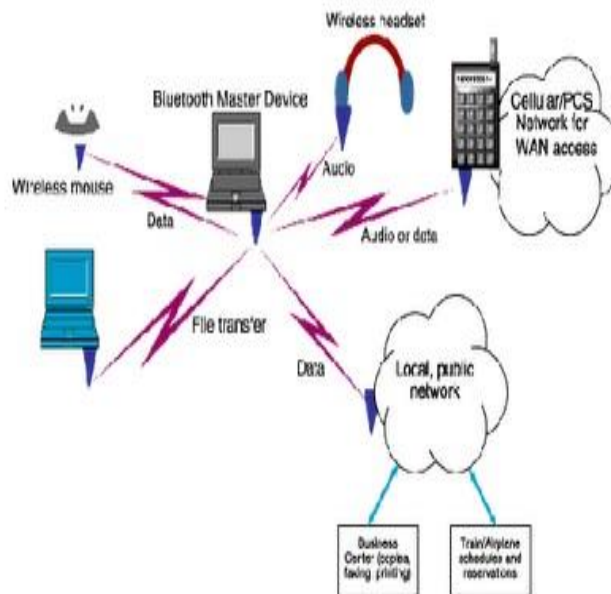 Wireless headset
Bluetooth Master Device
Cellular/PCS
Network for
WAN access
Audio
Wireless mouse
Data
Audio or data
File transfer
Data
Local, public
network
Business
Center (copies,
faxing, printing)
Train/Airplane
schedules and
reservations